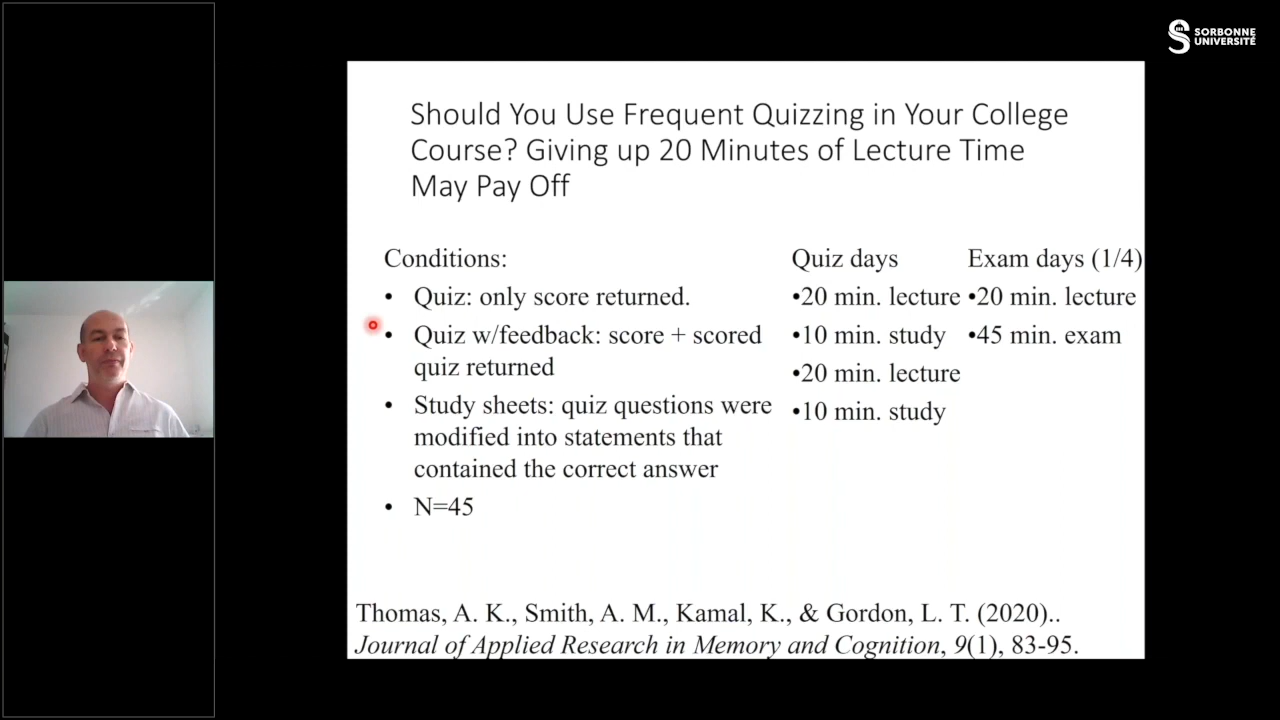 SORBONNE
UNIVERSITÉ
Should You Use Frequent Quizzing in Your College
Course? Giving up 20 Minutes of Lecture Time
May Pay Off
Conditions:
• Quiz: only score returned.
• Quiz w/feedback: score + scored
quiz returned
• Study sheets: quiz questions were
modified into statements that
contained the correct answer
• N=45
Quiz days
•20 min. lecture
•10 min. study
•20 min. lecture
•10 min. study
Exam days (1/4)
•20 min. lecture
•45 min. exam
Thomas, A. K., Smith, A. M., Kamal, K., & Gordon, L. T. (2020)..
Journal of Applied Research in Memory and Cognition, 9(1), 83-95.